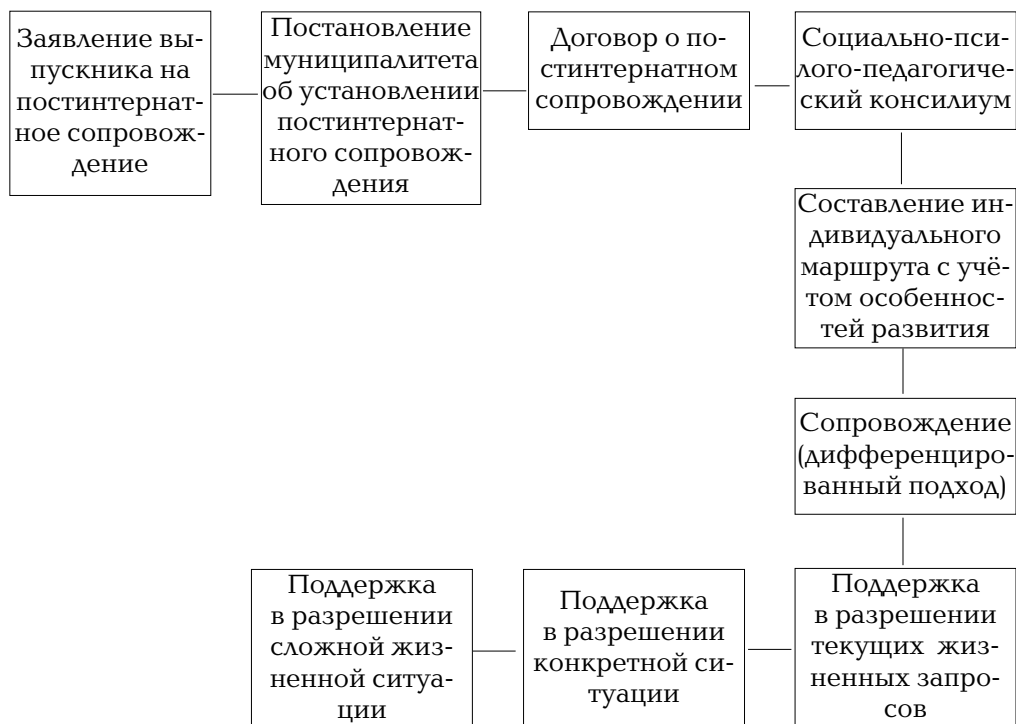 Заявление вы-
пускника на
постинтернат-
ное сопровож-
дение
Постановление
муниципалитета
об установлении
постинтернат-
ного сопровож-
дения
Договор о по-
стинтернатном
сопровождении
Социально-пси-
лого-педагогиче-
ский консилиум
Составление ин-
дивидуального
маршрута с учё-
том особеннос-
тей развития
Сопровождение
(дифференциро-
ванный подход)
Поддержка
в разрешении
текущих жиз-
ненных запро-
сов
Поддержка
в разрешении
конкретной си-
туации
Поддержка
в разрешении
сложной жиз-
ненной ситуа-
ции